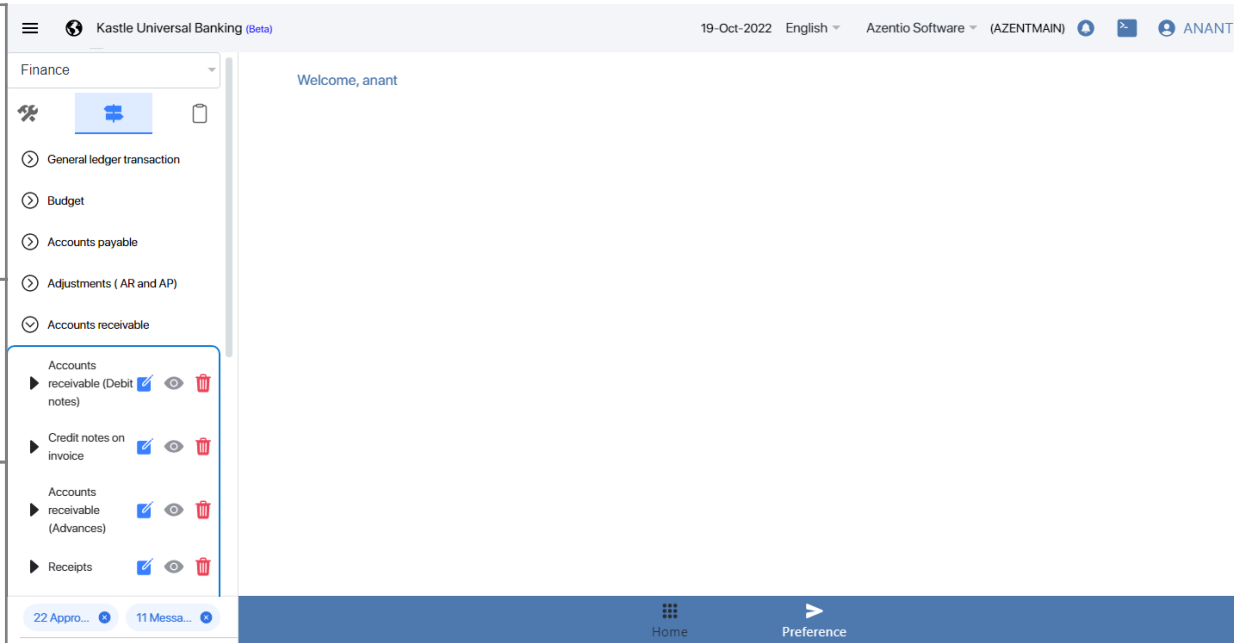 Kastle Universal Banking (Beta)
19-Oct-2022 English Azentio Software (AZENTMAIN) ANANT
Finance
Welcome, anant
General ledger transaction
Budget
Accounts payable
Adjustments ( AR and AP)
Accounts receivable
Accounts
receivable (Debit
notes)
Credit notes on
invoice
Accounts
receivable
(Advances)
Receipts
22 Appro... 11 Messa...
Home
Preference